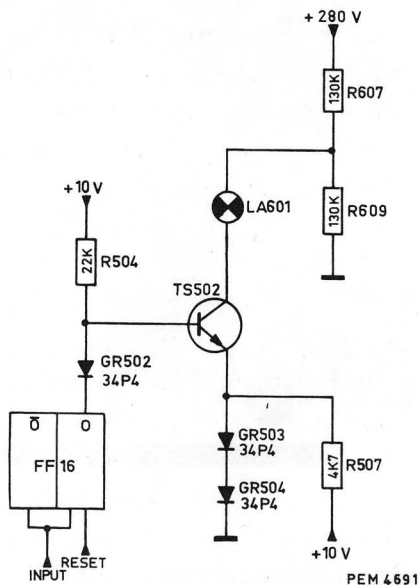 + 280 V
130K
R607
LA601
130K
R609
+10 V
22K
R504
TS502
GR502
34P4
Ō O
FF 16
INPUT
RESET
GR503
34P4
GR504
34P4
4K7
R507
+10 V
PEM 4691